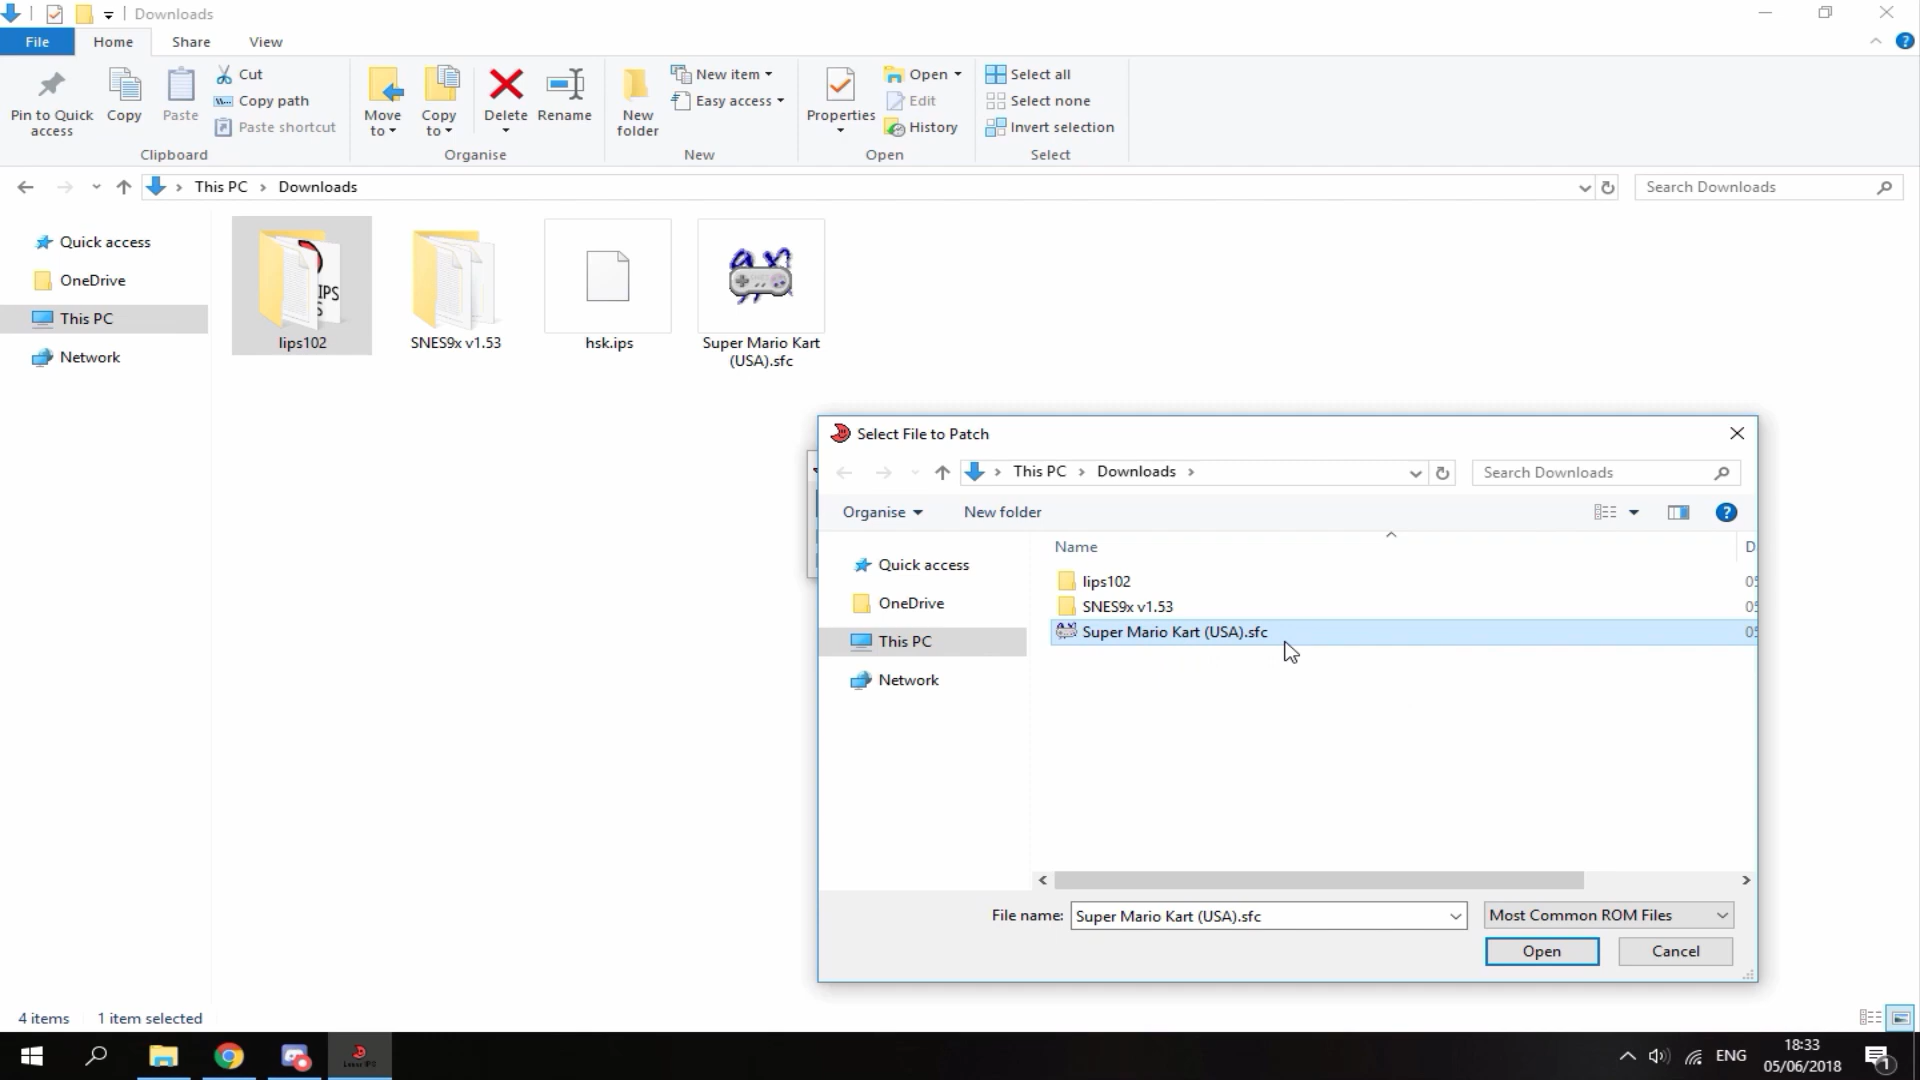 Downloads
File
Home
Share
View
Pin to Quick access
Copy
Paste
Cut
Copy path
Paste shortcut
Clipboard
Move to
Copy to
Delete
Rename
Organise
New folder
New item
Easy access
New
Properties
Open
Edit
History
Open
Select all
Select none
Invert selection
Select
This PC
Downloads
Search Downloads
Quick access
OneDrive
This PC
Network
IPS
S
lips102
SNES9x v1.53
hsk.ips
Super Mario Kart
(USA).sfc
Select File to Patch
This PC
Downloads
Search Downloads
Organise
New folder
Quick access
OneDrive
This PC
Network
Name
D
lips102
05
SNES9x v1.53
05
Super Mario Kart (USA).sfc
05
File name:
Super Mario Kart (USA).sfc
Most Common ROM Files
Open
Cancel
4 items
1 item selected
ENG
18:33
05/06/2018
1